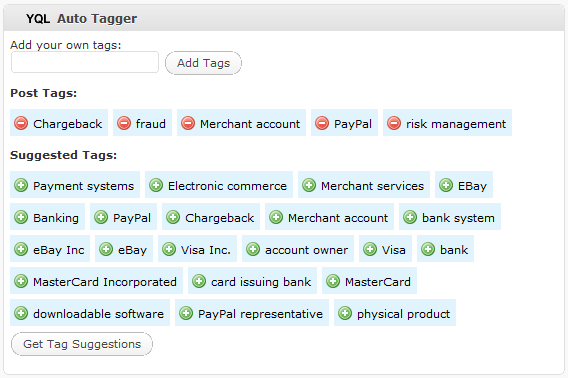 YQL Auto Tagger
Add your own tags:
Add Tags
Post Tags:
Chargeback fraud Merchant account PayPal risk management
Suggested Tags:
Payment systems Electronic commerce Merchant services EBay
Banking PayPal Chargeback Merchant account bank system
eBay Inc eBay Visa Inc. account owner Visa bank
MasterCard Incorporated card issuing bank MasterCard
downloadable software PayPal representative physical product
Get Tag Suggestions